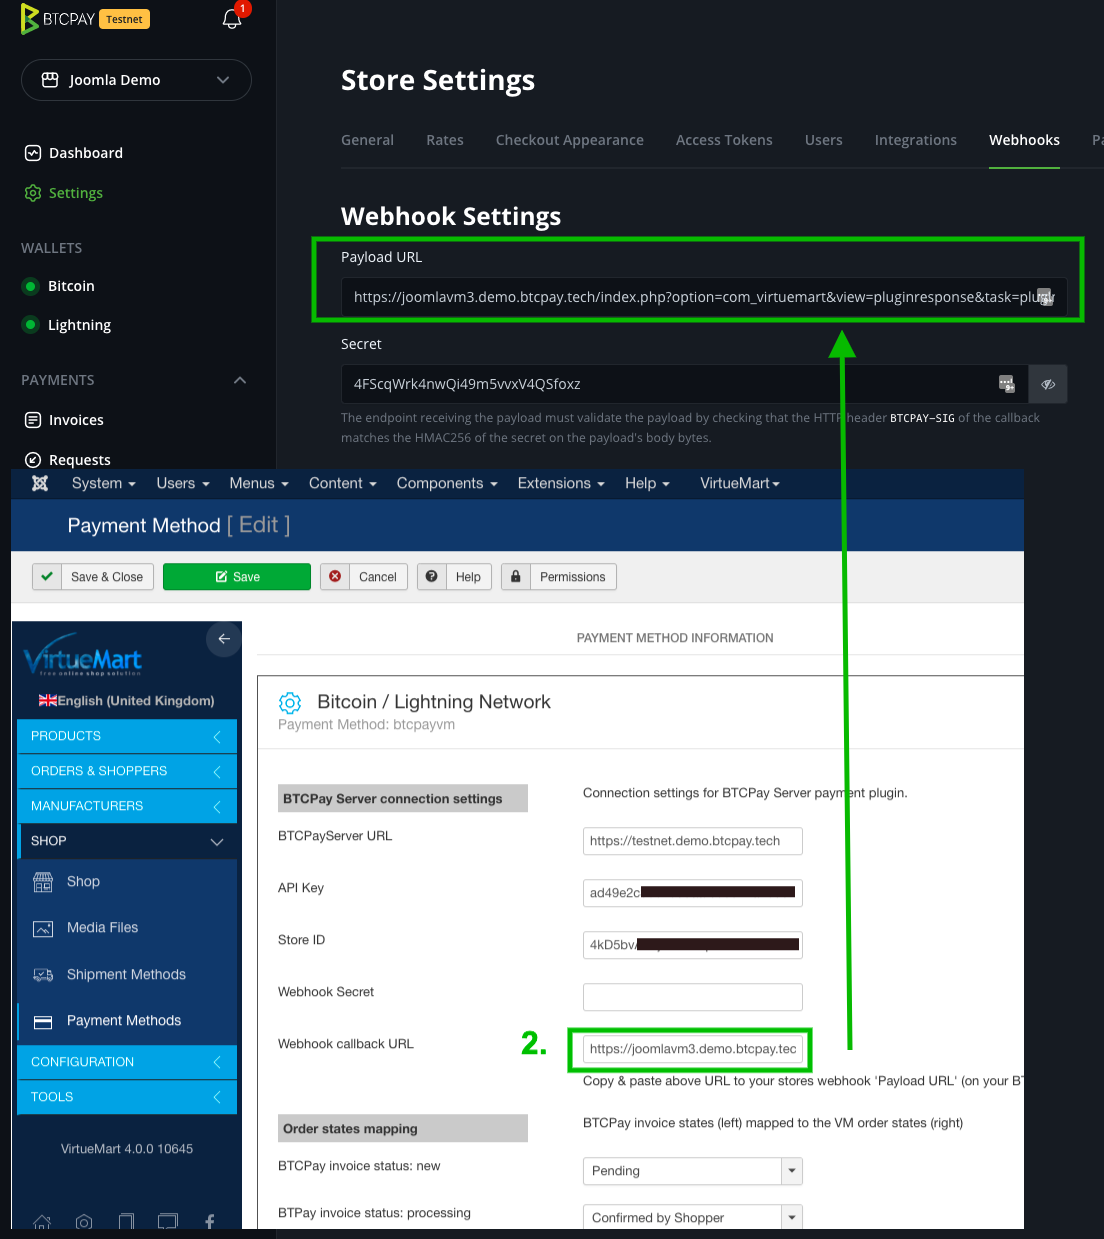 BTCPAY Testnet
1
Joomla Demo
Dashboard
Settings
WALLETS
Bitcoin
Lightning
PAYMENTS
Invoices
Requests
Store Settings
General Rates Checkout Appearance Access Tokens Users Integrations Webhooks
Webhook Settings
Payload URL
https://joomlavm3.demo.btcpay.tech/index.php?option=com_virtuemart&view=pluginresponse&task=plug
Secret
4FScqWrk4nwQi49m5vvxV4QSfoxz
The endpoint receiving the payload must validate the payload by checking that the HTTP header BTCPAY-SIG of the callback
matches the HMAC256 of the secret on the payload's body bytes.
System Users Menus Content Components Extensions Help VirtueMart
Payment Method [ Edit ]
Save & Close Save Cancel Help Permissions
VirtueMart
free online shop solution
English (United Kingdom)
PRODUCTS
ORDERS & SHOPPERS
MANUFACTURERS
SHOP
Shop
Media Files
Shipment Methods
Payment Methods
CONFIGURATION
TOOLS
VirtueMart 4.0.0 10645
PAYMENT METHOD INFORMATION
Bitcoin / Lightning Network
Payment Method: btcpayvm
BTCPay Server connection settings
Connection settings for BTCPay Server payment plugin.
BTCPayServer URL
https://testnet.demo.btcpay.tech
API Key
ad49e2c
Store ID
4kD5bv
Webhook Secret
Webhook callback URL
2.
https://joomlavm3.demo.btcpay.tec
Copy & paste above URL to your stores webhook 'Payload URL' (on your BT
Order states mapping
BTCPay invoice states (left) mapped to the VM order states (right)
BTCPay invoice status: new
Pending
BTPay invoice status: processing
Confirmed by Shopper